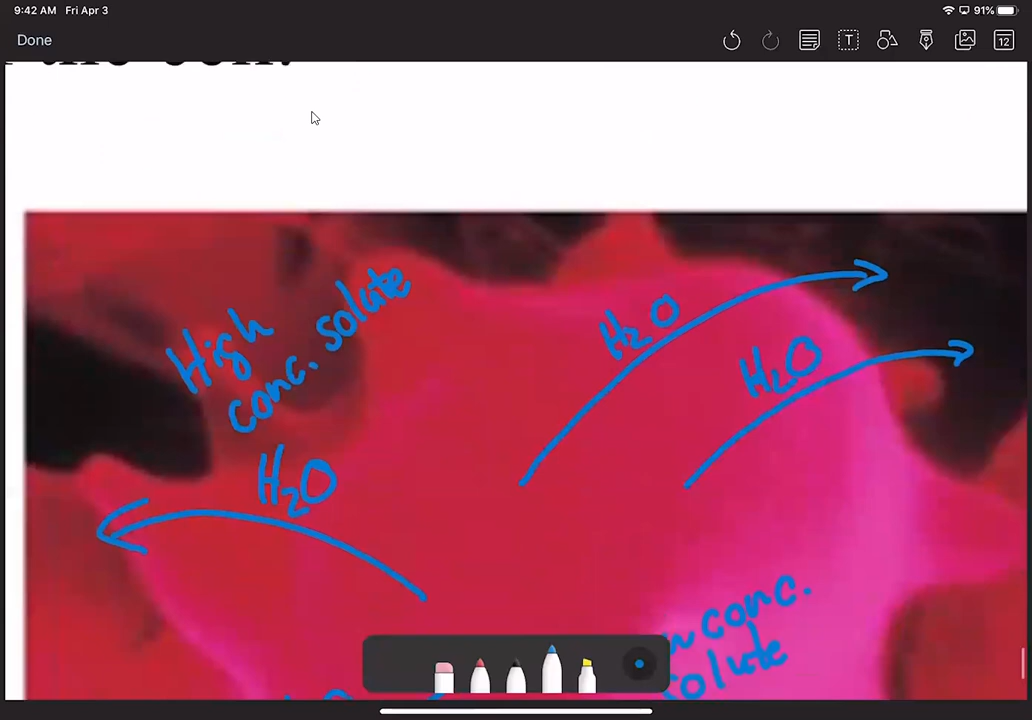 9:42 AM Fri Apr 3
91%
Done
T
12
High
conc. solute
H₂O
H₂O
H₂O
conc.
solute